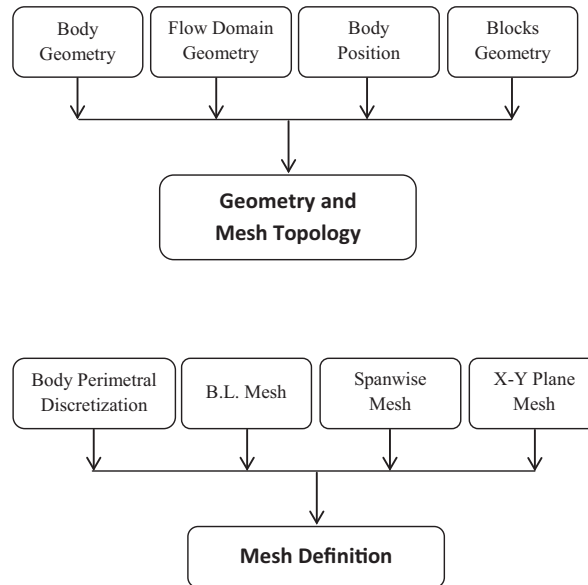 Body
Geometry
Flow Domain
Geometry
Body
Position
Blocks
Geometry
Geometry and
Mesh Topology
Body Perimetral
Discretization
B.L. Mesh
Spanwise
Mesh
X-Y Plane
Mesh
Mesh Definition